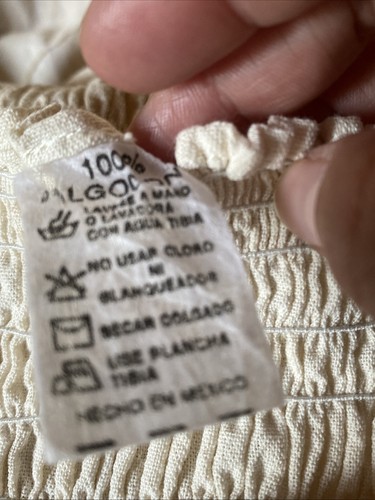 100%
ALGODON
LAVAR A MANO
O LAVADORA
CON AGUA TIBIA
NO USAR CLORO
NI
BLANQUEADOR
SECAR COLGADO
USE PLANCHA
TIBIA
HECHO EN MEXICO